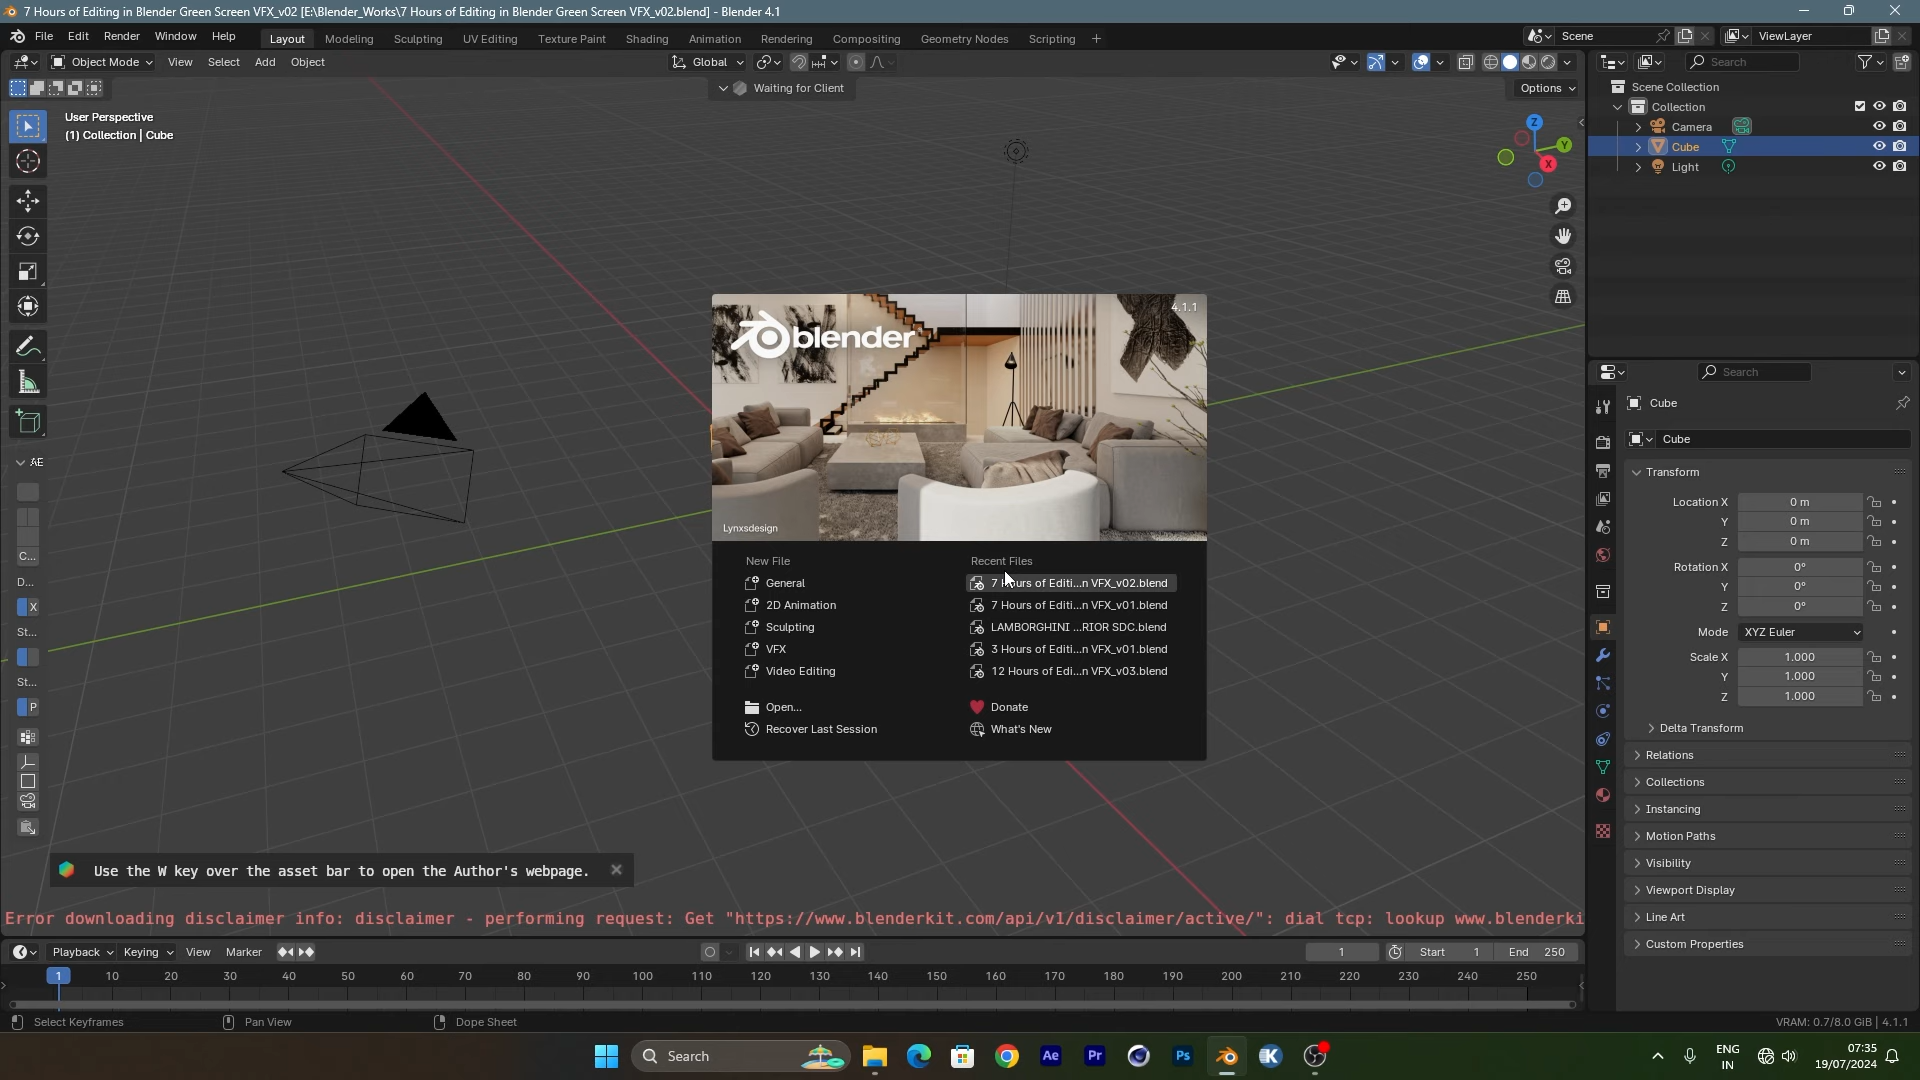 7 Hours of Editing in Blender Green Screen VFX_v02 [E:\Blender_Works\7 Hours of Editing in Blender Green Screen VFX_v02.blend] - Blender 4.1
File Edit Render Window Help Layout Modeling Sculpting UV Editing Texture Paint Shading Animation Rendering Compositing Geometry Nodes Scripting + Scene ViewLayer
Object Mode View Select Add Object Global Search
Waiting for Client Options
User Perspective
(1) Collection | Cube
Z
Y
X
Scene Collection
Collection
Camera
Cube
Light
4.1.1
blender
Lynxsdesign
New File
General
2D Animation
Sculpting
VFX
Video Editing
Open...
Recover Last Session
Recent Files
7 Hours of Editi...n VFX_v02.blend
7 Hours of Editi...n VFX_v01.blend
LAMBORGHINI ...RIOR SDC.blend
3 Hours of Editi...n VFX_v01.blend
12 Hours of Edi...n VFX_v03.blend
Donate
What's New
AE
C...
D...
X
St...
St...
P
Search
Cube
Cube
Transform
Location X 0 m
Y 0 m
Z 0 m
Rotation X 0°
Y 0°
Z 0°
Mode XYZ Euler
Scale X 1.000
Y 1.000
Z 1.000
Delta Transform
Relations
Collections
Instancing
Motion Paths
Visibility
Viewport Display
Line Art
Custom Properties
Use the W key over the asset bar to open the Author's webpage.
Error downloading disclaimer info: disclaimer - performing request: Get "https://www.blenderkit.com/api/v1/disclaimer/active/": dial tcp: lookup www.blenderki
Playback Keying View Marker 1 Start 1 End 250
1 10 20 30 40 50 60 70 80 90 100 110 120 130 140 150 160 170 180 190 200 210 220 230 240 250
Select Keyframes Pan View Dope Sheet VRAM: 0.7/8.0 GiB | 4.1.1
Search Ae Pr Ps K
ENG
IN
07:35
19/07/2024